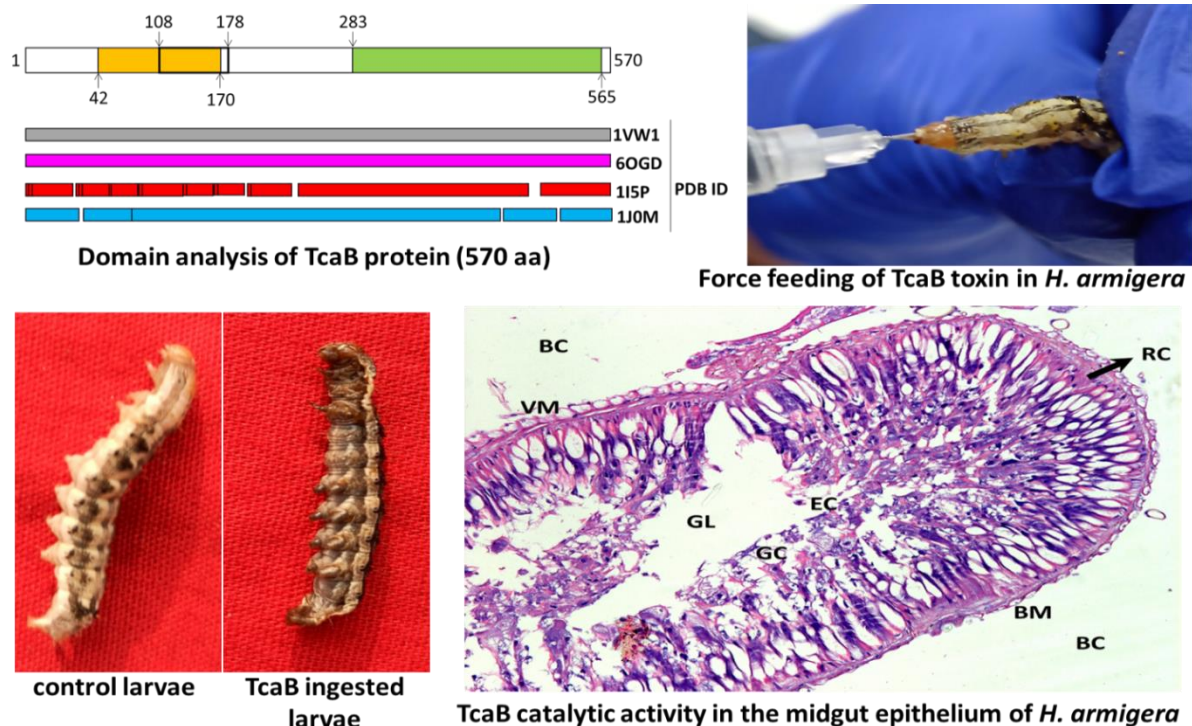 108
178
283
1
570
42
170
565
1VW1
6OGD
1I5P
1J0M
PDB ID
Domain analysis of TcaB protein (570 aa)
Force feeding of TcaB toxin in H. armigera
control larvae
TcaB ingested
larvae
BC
RC
VM
GL
EC
GC
BM
BC
TcaB catalytic activity in the midgut epithelium of H. armigera